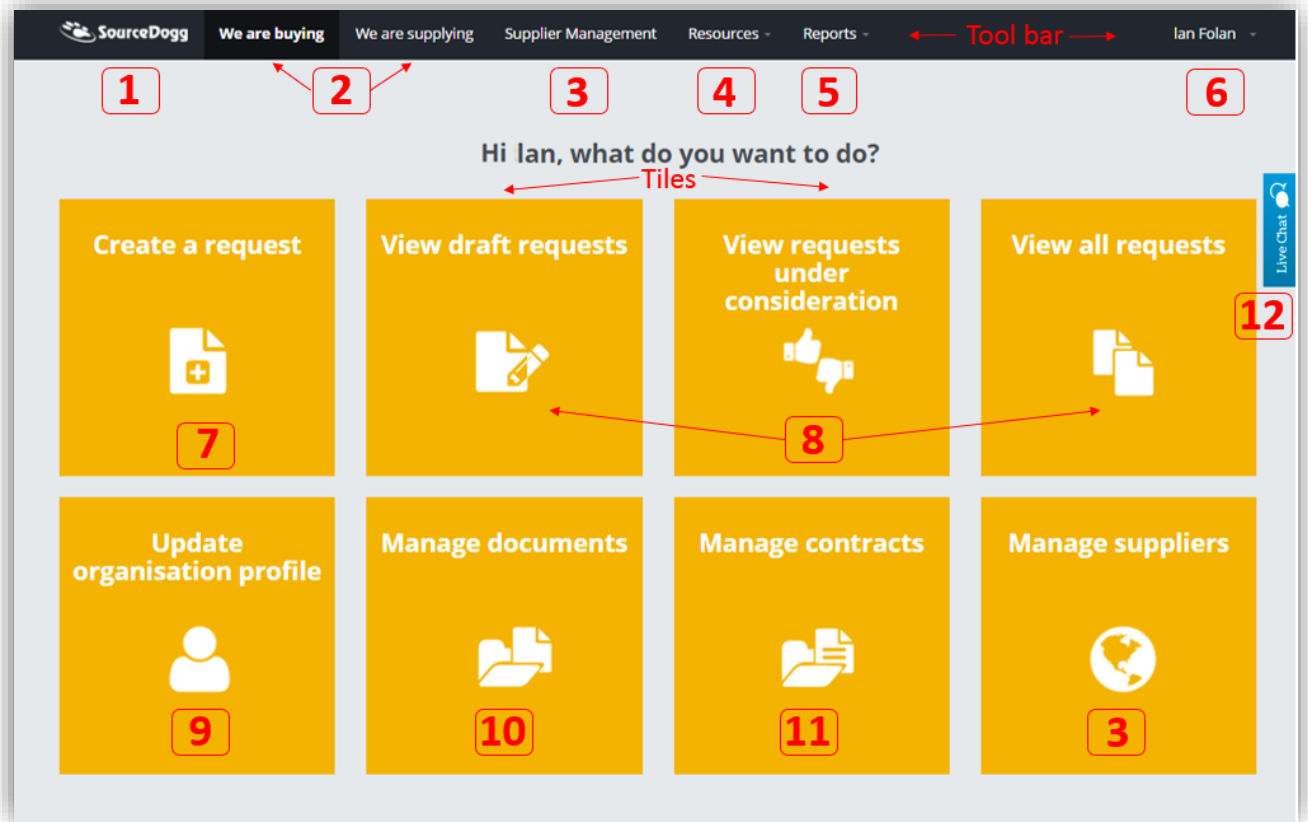 SourceDogg We are buying We are supplying Supplier Management Resources Reports Tool bar Ian Folan
1 2 3 4 5 6
Hi Ian, what do you want to do?
Tiles
Create a request
View draft requests
View requests
under
consideration
View all requests
Live Chat
12
7
8
Update
organisation profile
Manage documents
Manage contracts
Manage suppliers
9
10
11
3